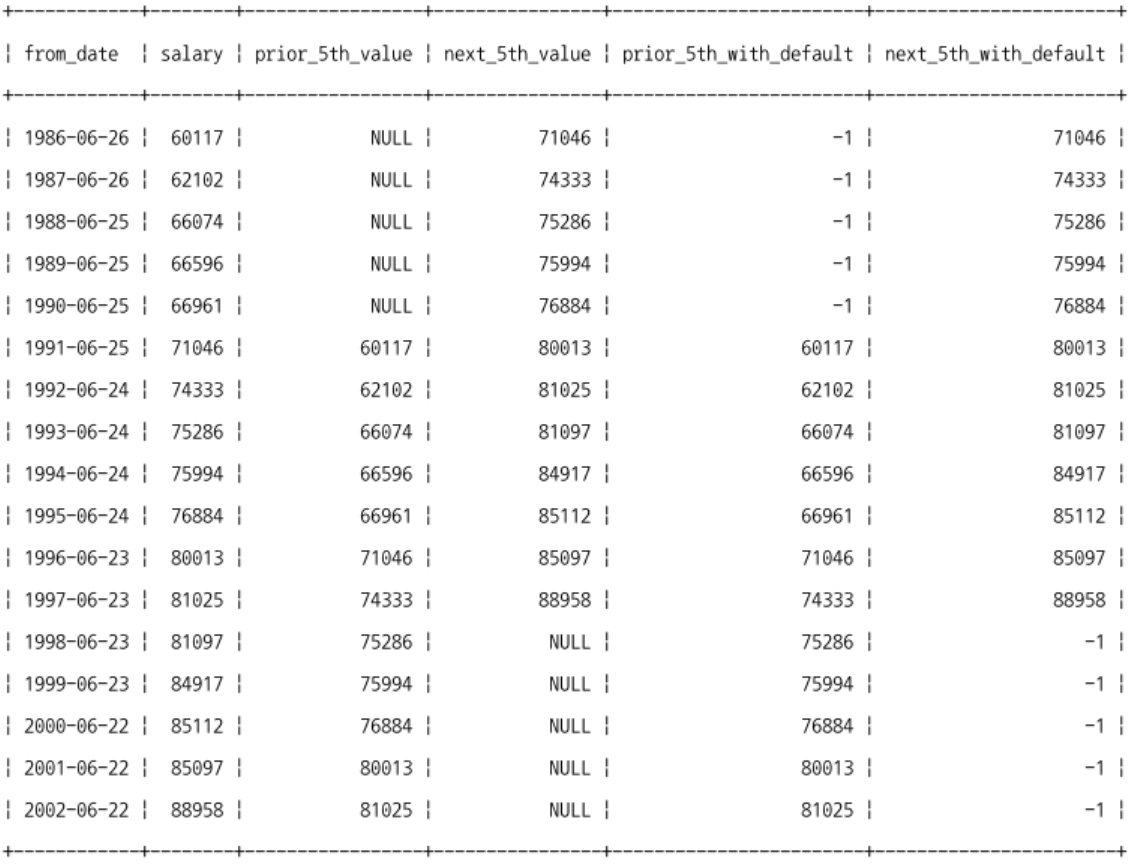 +------------+--------+-----------------+----------------+------------------------+-----------------------+
| from_date | salary | prior_5th_value | next_5th_value | prior_5th_with_default | next_5th_with_default |
+------------+--------+-----------------+----------------+------------------------+-----------------------+
| 1986-06-26 | 60117 | NULL | 71046 | -1 | 71046 |
| 1987-06-26 | 62102 | NULL | 74333 | -1 | 74333 |
| 1988-06-25 | 66074 | NULL | 75286 | -1 | 75286 |
| 1989-06-25 | 66596 | NULL | 75994 | -1 | 75994 |
| 1990-06-25 | 66961 | NULL | 76884 | -1 | 76884 |
| 1991-06-25 | 71046 | 60117 | 80013 | 60117 | 80013 |
| 1992-06-24 | 74333 | 62102 | 81025 | 62102 | 81025 |
| 1993-06-24 | 75286 | 66074 | 81097 | 66074 | 81097 |
| 1994-06-24 | 75994 | 66596 | 84917 | 66596 | 84917 |
| 1995-06-24 | 76884 | 66961 | 85112 | 66961 | 85112 |
| 1996-06-23 | 80013 | 71046 | 85097 | 71046 | 85097 |
| 1997-06-23 | 81025 | 74333 | 88958 | 74333 | 88958 |
| 1998-06-23 | 81097 | 75286 | NULL | 75286 | -1 |
| 1999-06-23 | 84917 | 75994 | NULL | 75994 | -1 |
| 2000-06-22 | 85112 | 76884 | NULL | 76884 | -1 |
| 2001-06-22 | 85097 | 80013 | NULL | 80013 | -1 |
| 2002-06-22 | 88958 | 81025 | NULL | 81025 | -1 |
+------------+--------+-----------------+----------------+------------------------+-----------------------+